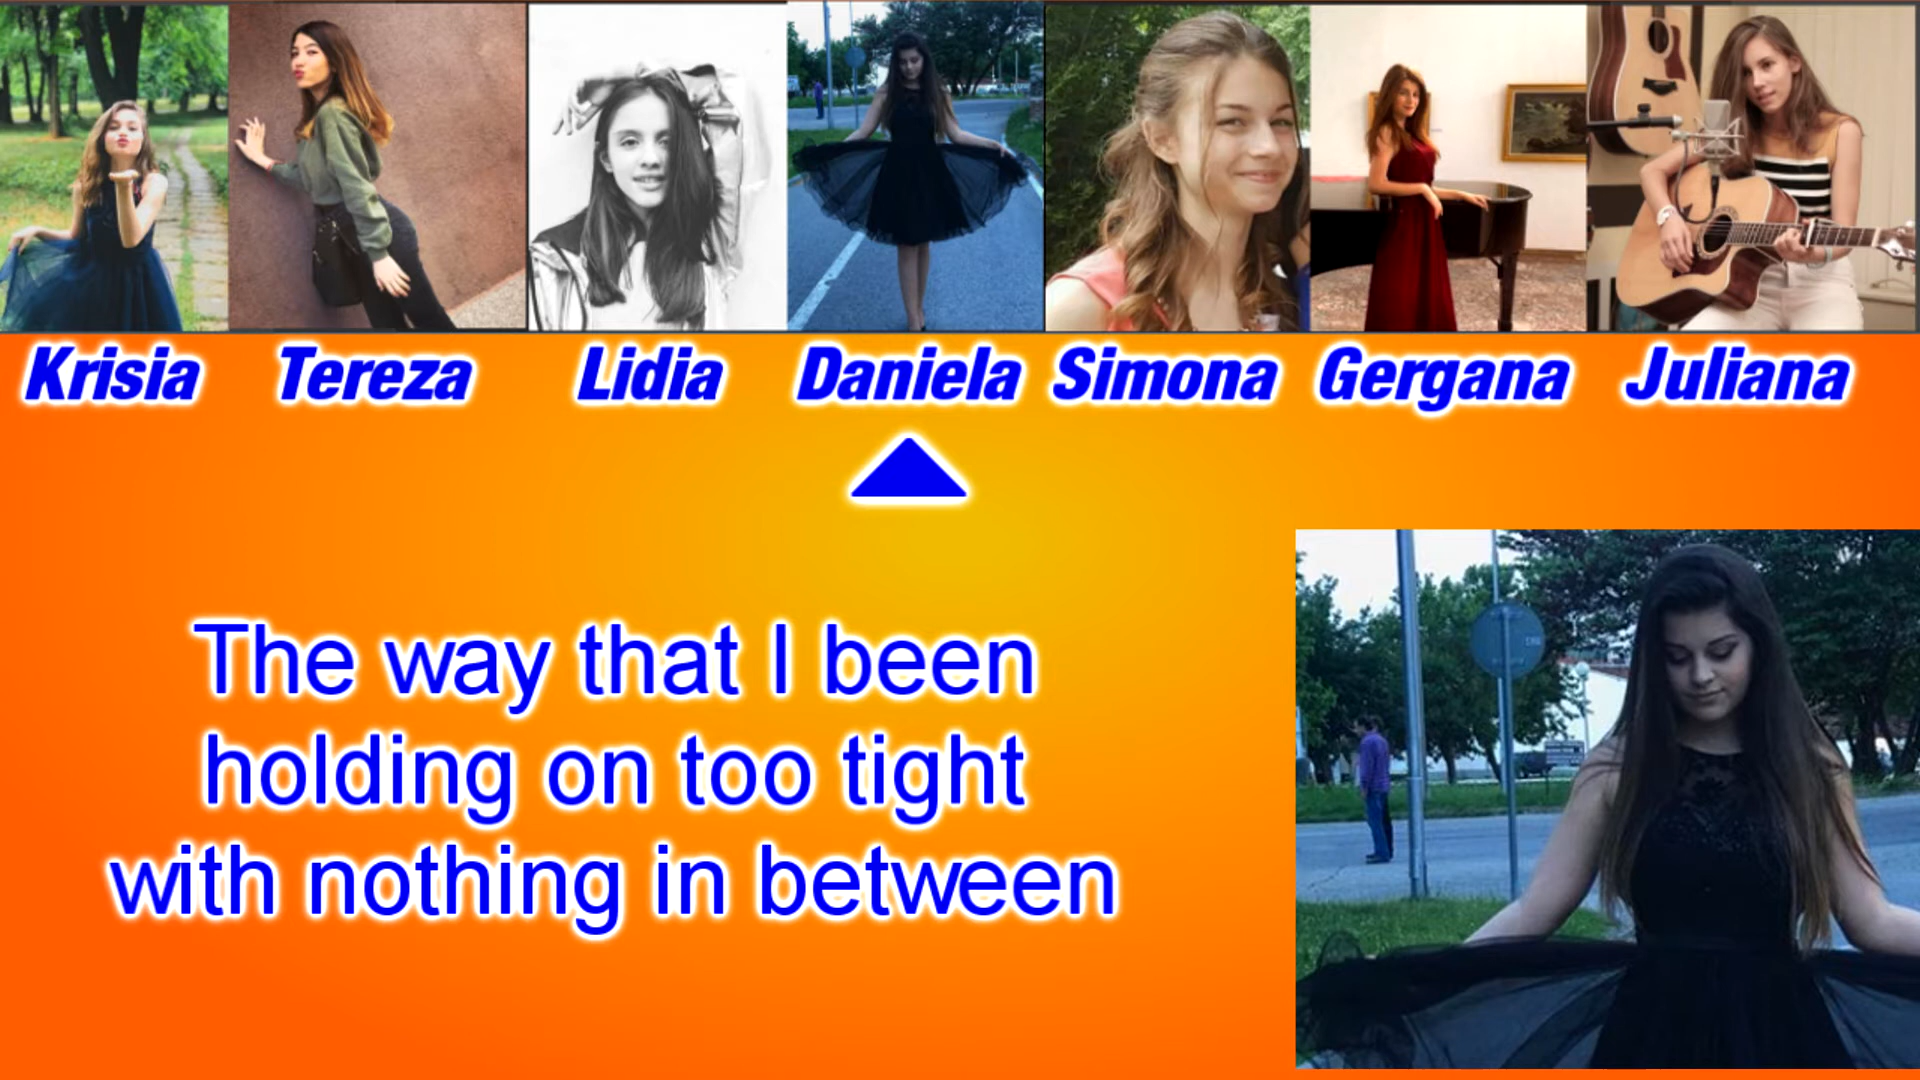 Krisia Tereza Lidia Daniela Simona Gergana Juliana
The way that I been
holding on too tight
with nothing in between